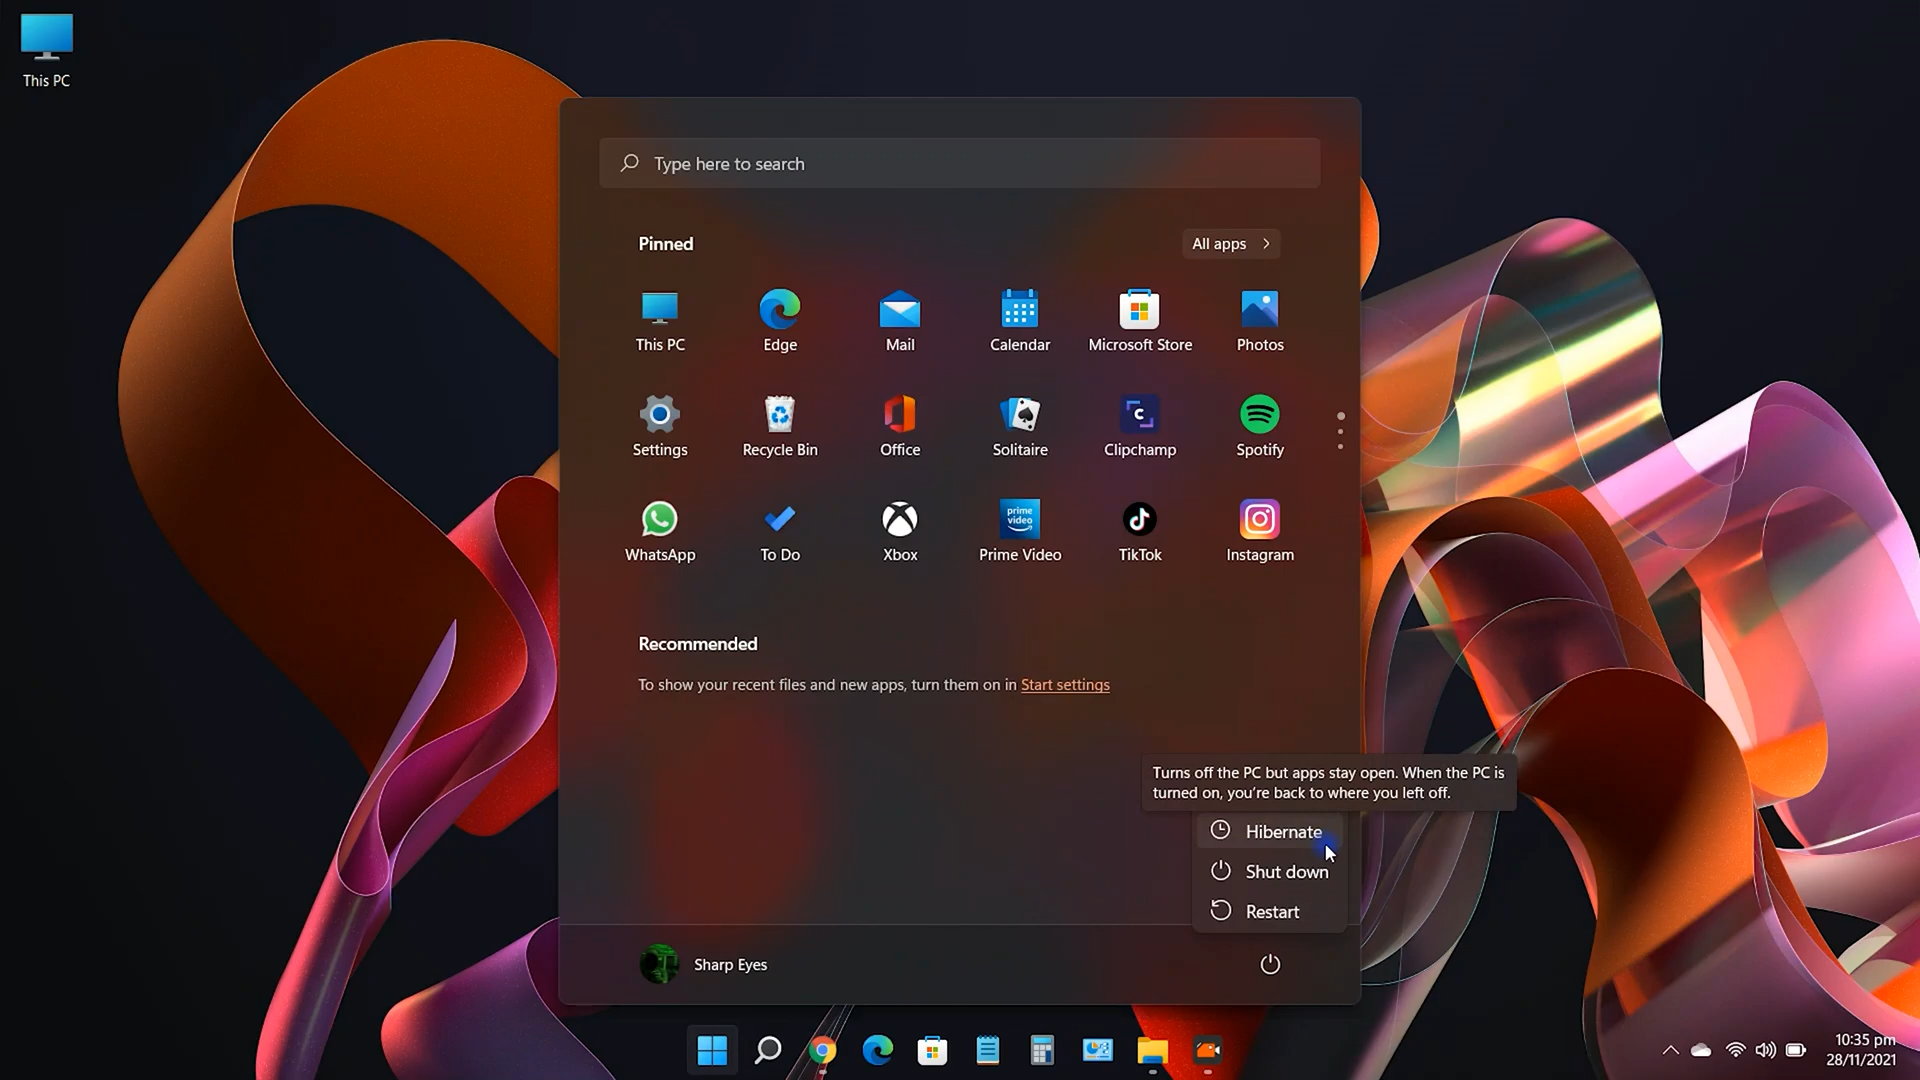 This PC
Type here to search
Pinned
All apps
This PC
Edge
Mail
Calendar
Microsoft Store
Photos
Settings
Recycle Bin
Office
Solitaire
Clipchamp
Spotify
WhatsApp
To Do
Xbox
prime
video
Prime Video
TikTok
Instagram
Recommended
To show your recent files and new apps, turn them on in Start settings
Turns off the PC but apps stay open. When the PC is
turned on, you're back to where you left off.
Hibernate
Shut down
Restart
Sharp Eyes
10:35 pm
28/11/2021